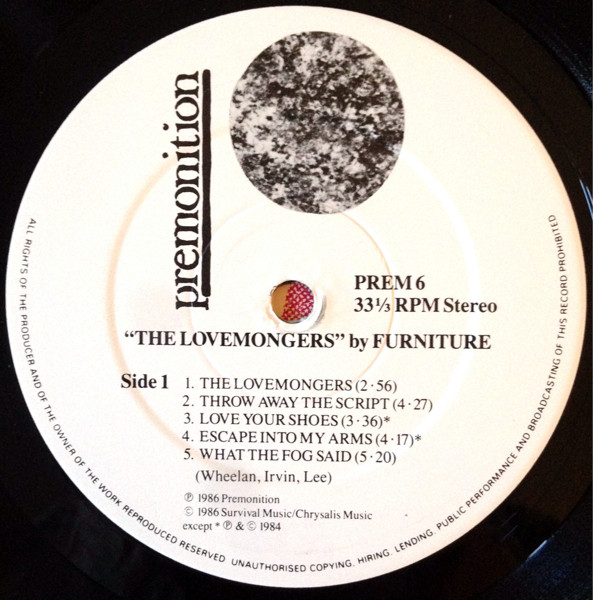 premonition
PREM 6
33⅓ RPM Stereo
“THE LOVEMONGERS” by FURNITURE
Side 1
1. THE LOVEMONGERS (2·56)
2. THROW AWAY THE SCRIPT (4·27)
3. LOVE YOUR SHOES (3·36)*
4. ESCAPE INTO MY ARMS (4·17)*
5. WHAT THE FOG SAID (5·20)
(Wheelan, Irvin, Lee)
℗ 1986 Premonition
© 1986 Survival Music/Chrysalis Music
except * ℗ & © 1984
ALL RIGHTS OF THE PRODUCER AND OF THE OWNER OF THE WORK REPRODUCED RESERVED UNAUTHORISED COPYING, HIRING, LENDING, PUBLIC PERFORMANCE AND BROADCASTING OF THIS RECORD PROHIBITED